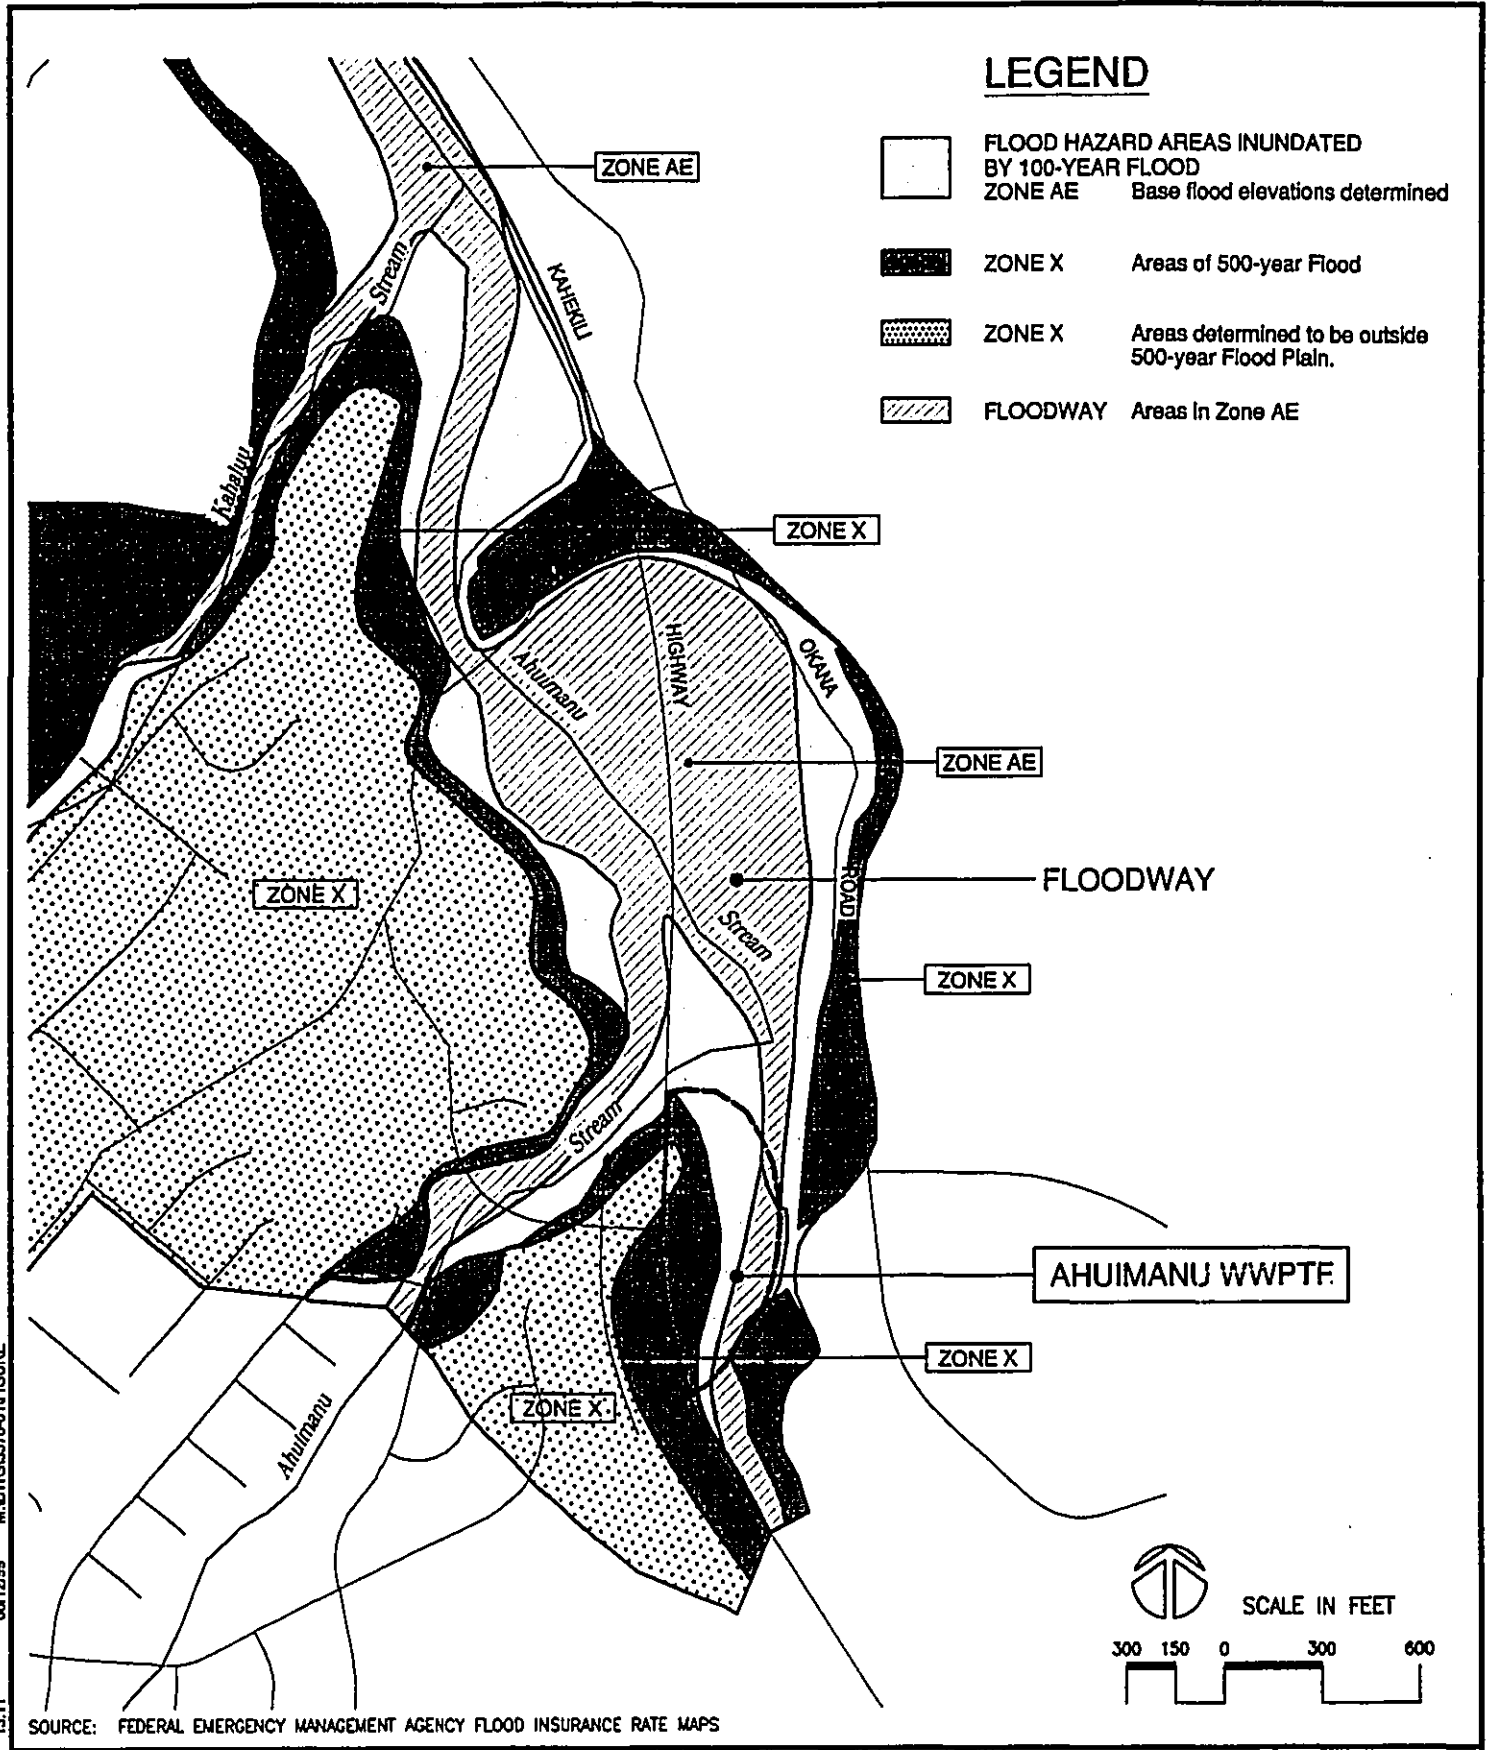 LEGEND
FLOOD HAZARD AREAS INUNDATED
BY 100-YEAR FLOOD
ZONE AE Base flood elevations determined
ZONE X Areas of 500-year Flood
ZONE X Areas determined to be outside
500-year Flood Plain.
FLOODWAY Areas in Zone AE
ZONE AE
Stream
KAHEKILI
Kahaluu
ZONE X
HIGHWAY
OKANA
Ahuimanu
ZONE AE
ROAD
FLOODWAY
ZONE X
Stream
ZONE X
Stream
AHUIMANU WWPTF
ZONE X
ZONE X
Ahuimanu
SCALE IN FEET
300 150 0 300 600
SOURCE: FEDERAL EMERGENCY MANAGEMENT AGENCY FLOOD INSURANCE RATE MAPS